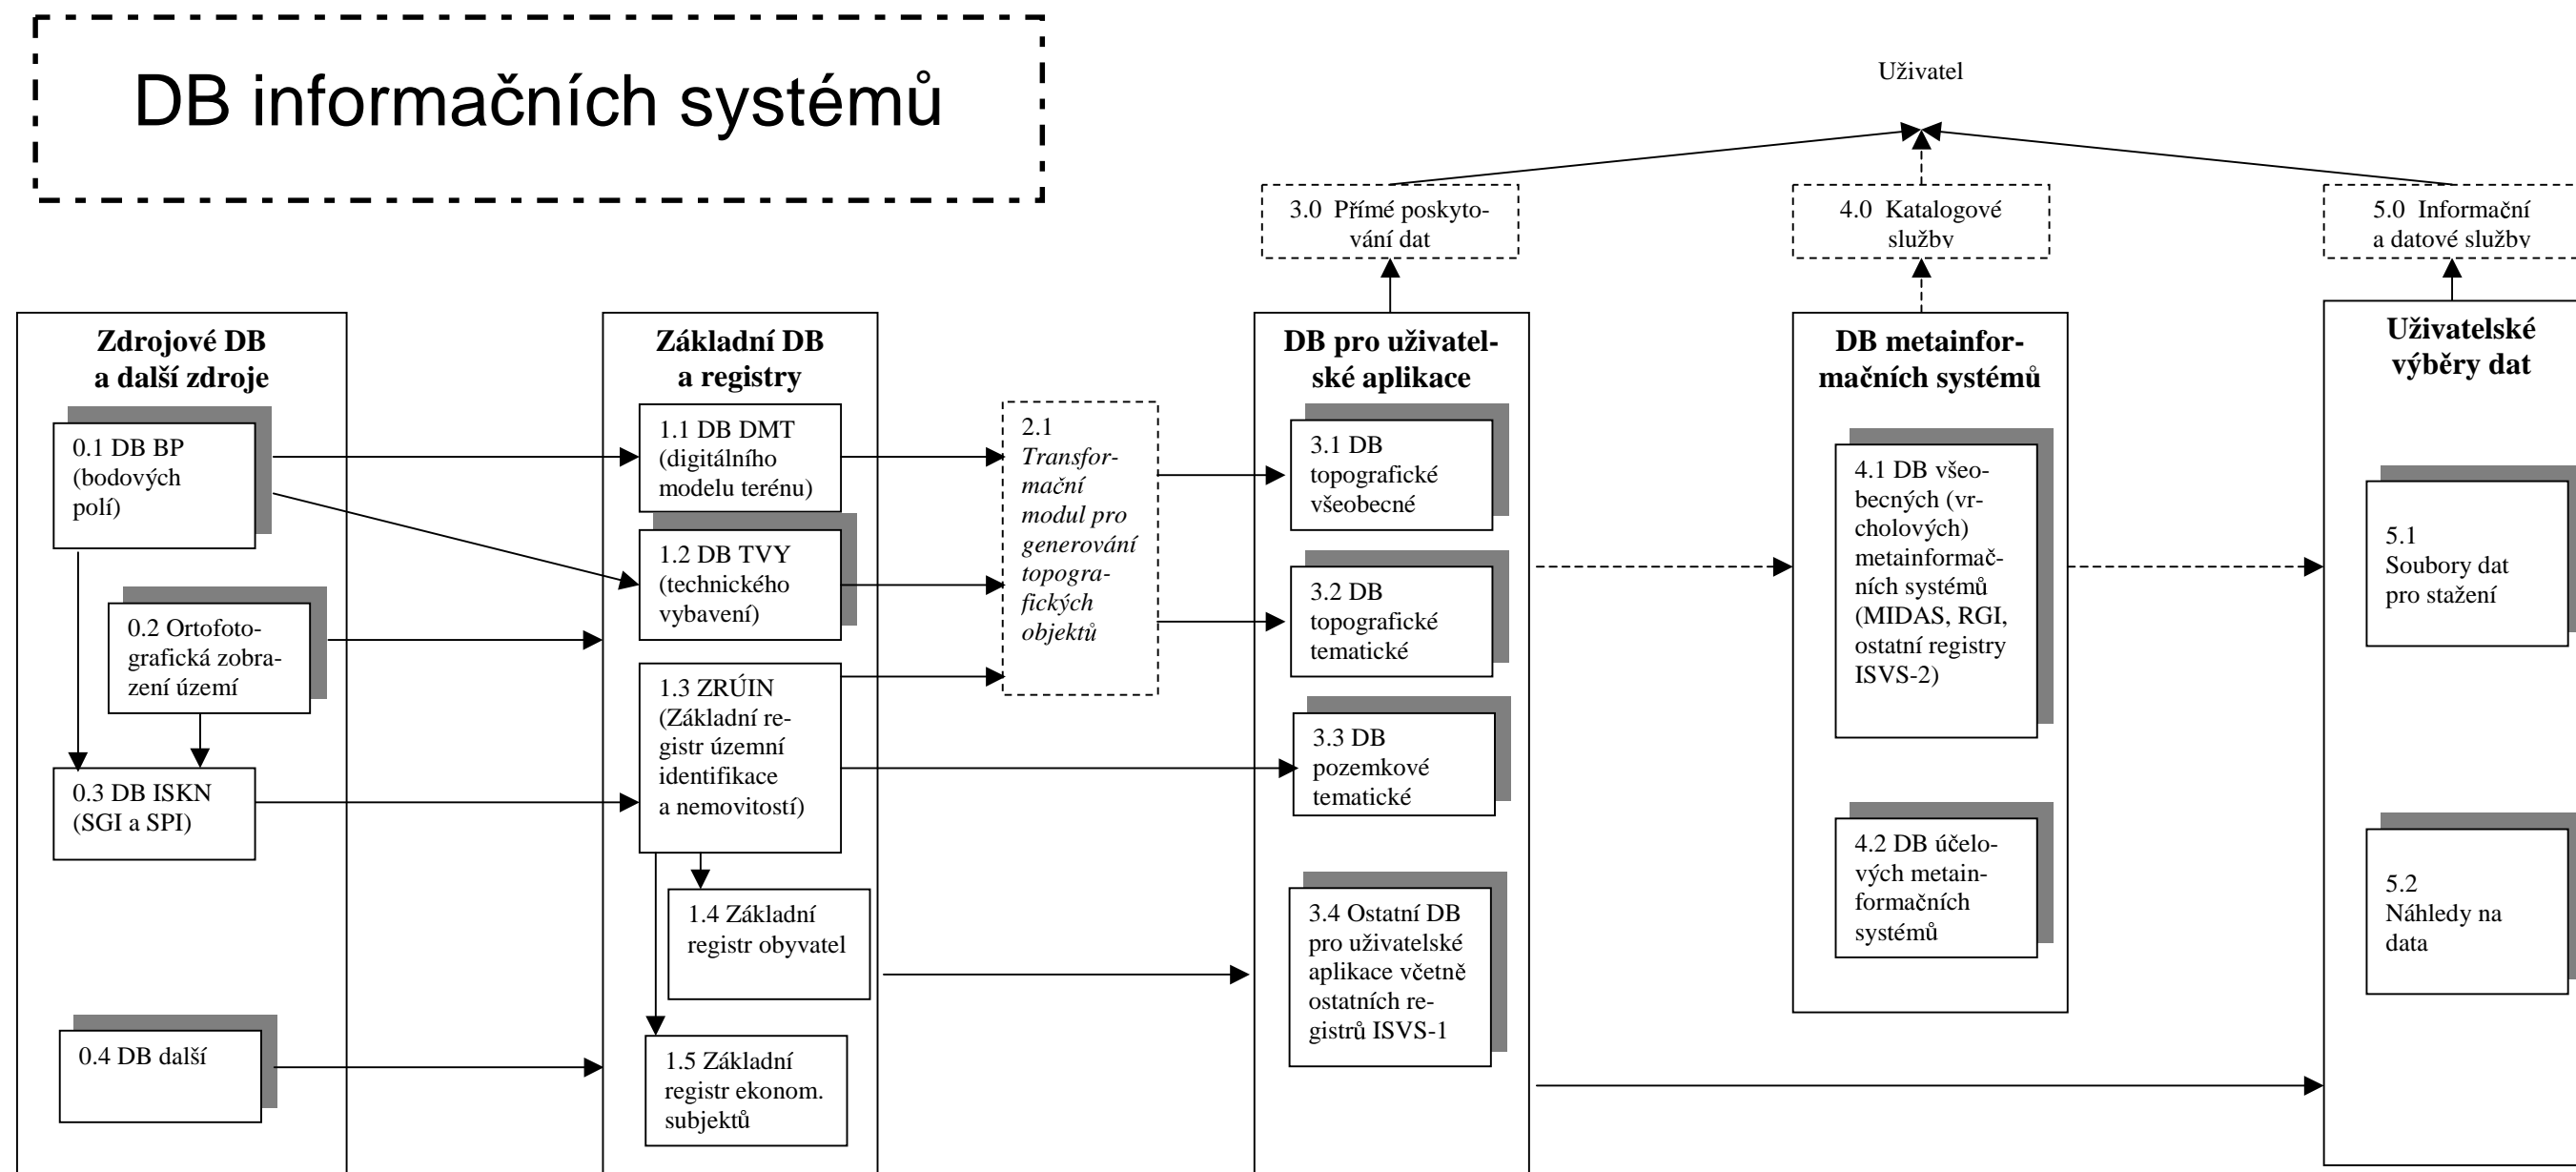 DB informačních systémů
Uživatel
3.0 Přímé poskyto-
vání dat
4.0 Katalogové
služby
5.0 Informační
a datové služby
Zdrojové DB
a další zdroje
0.1 DB BP
(bodových
polí)
0.2 Ortofoto-
grafická zobra-
zení území
0.3 DB ISKN
(SGI a SPI)
0.4 DB další
Základní DB
a registry
1.1 DB DMT
(digitálního
modelu terénu)
1.2 DB TVY
(technického
vybavení)
1.3 ZRÚIN
(Základní re-
gistr územní
identifikace
a nemovitostí)
1.4 Základní
registr obyvatel
1.5 Základní
registr ekonom.
subjektů
2.1
Transfor-
mační
modul pro
generování
topogra-
fických
objektů
DB pro uživatel-
ské aplikace
3.1 DB
topografické
všeobecné
3.2 DB
topografické
tematické
3.3 DB
pozemkové
tematické
3.4 Ostatní DB
pro uživatelské
aplikace včetně
ostatních re-
gistrů ISVS-1
DB metainfor-
mačních systémů
4.1 DB všeo-
becných (vr-
cholových)
metainformač-
ních systémů
(MIDAS, RGI,
ostatní registry
ISVS-2)
4.2 DB účelo-
vých metain-
formačních
systémů
Uživatelské
výběry dat
5.1
Soubory dat
pro stažení
5.2
Náhledy na
data